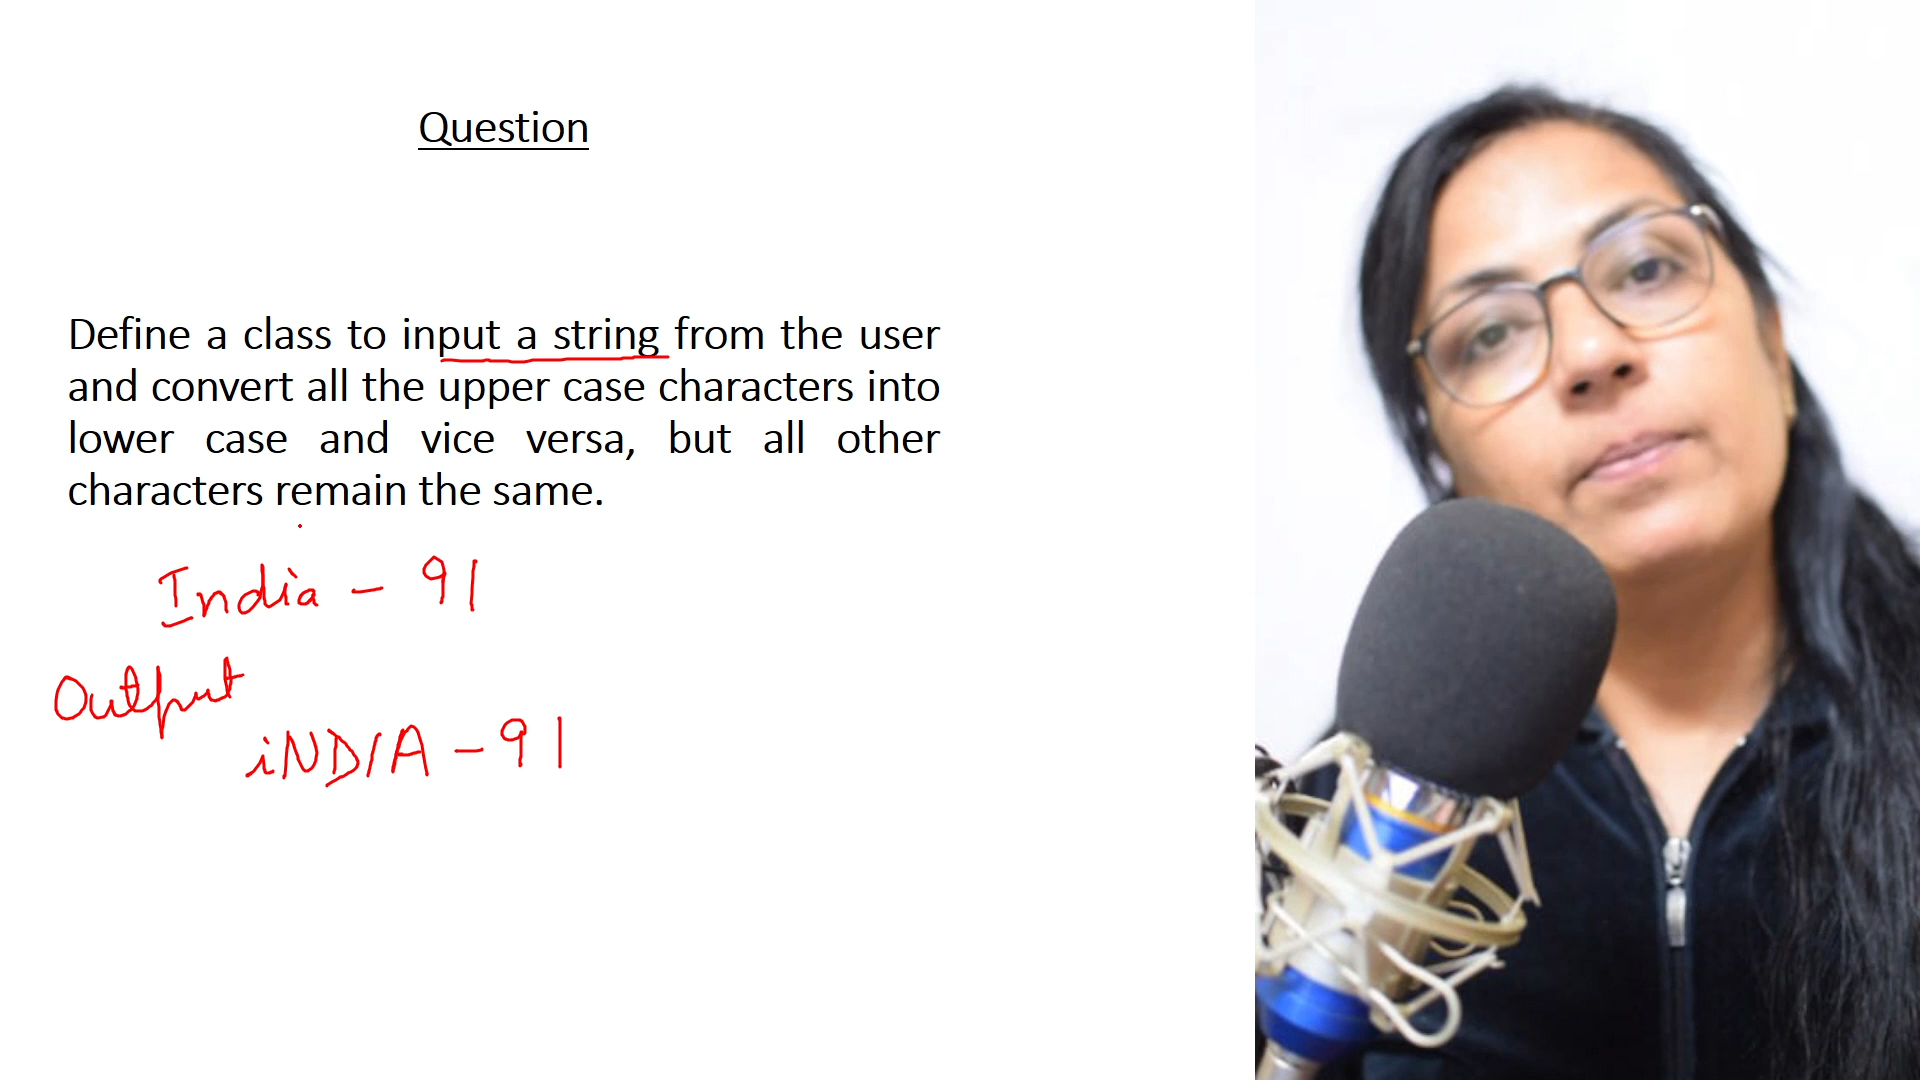 Question
Define a class to input a string from the user
and convert all the upper case characters into
lower case and vice versa, but all other
characters remain the same.
India - 91
Output
iNDIA - 91